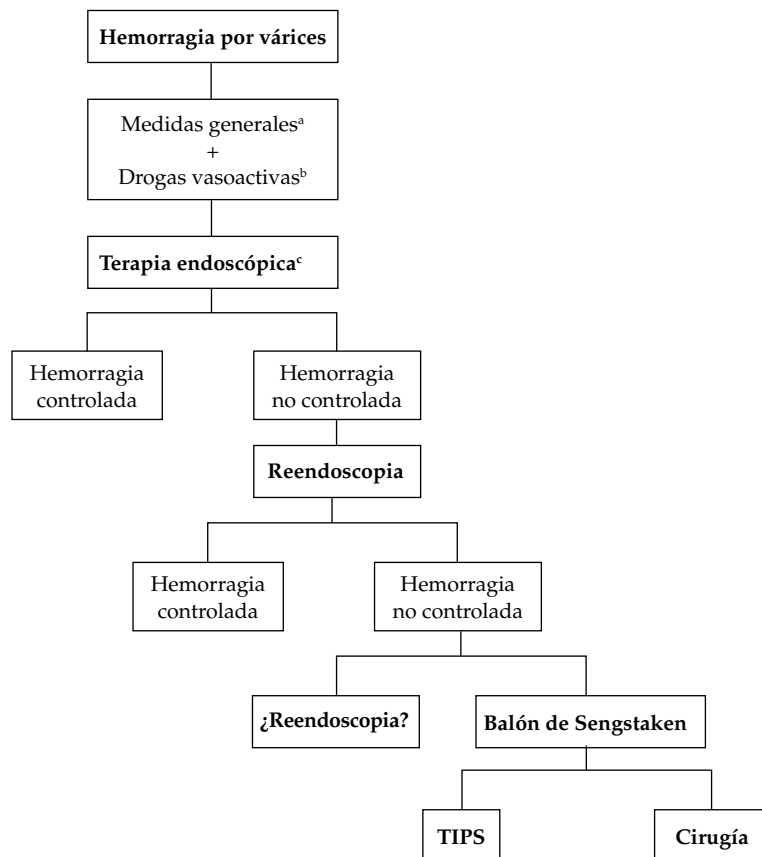 Hemorragia por várices
Medidas generalesᵃ
+
Drogas vasoactivasᵇ
Terapia endoscópicaᶜ
Hemorragia
controlada
Hemorragia
no controlada
Reendoscopia
Hemorragia
controlada
Hemorragia
no controlada
¿Reendoscopia?
Balón de Sengstaken
TIPS
Cirugía